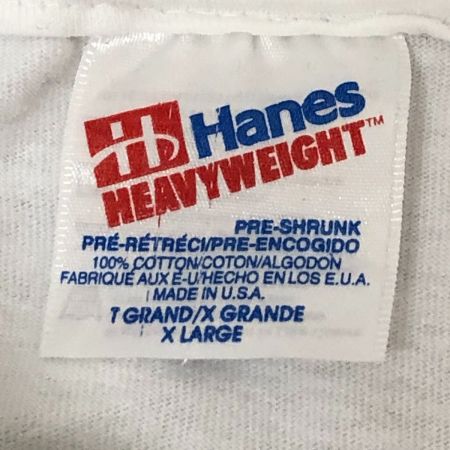 Hanes
HEAVYWEIGHT™
PRE-SHRUNK
PRÉ-RÉTRÉCI/PRE-ENCOGIDO
100% COTTON/COTON/ALGODON
FABRIQUÉ AUX É-U/HECHO EN LOS E.U.A.
MADE IN U.S.A.
T GRAND/X GRANDE
X LARGE